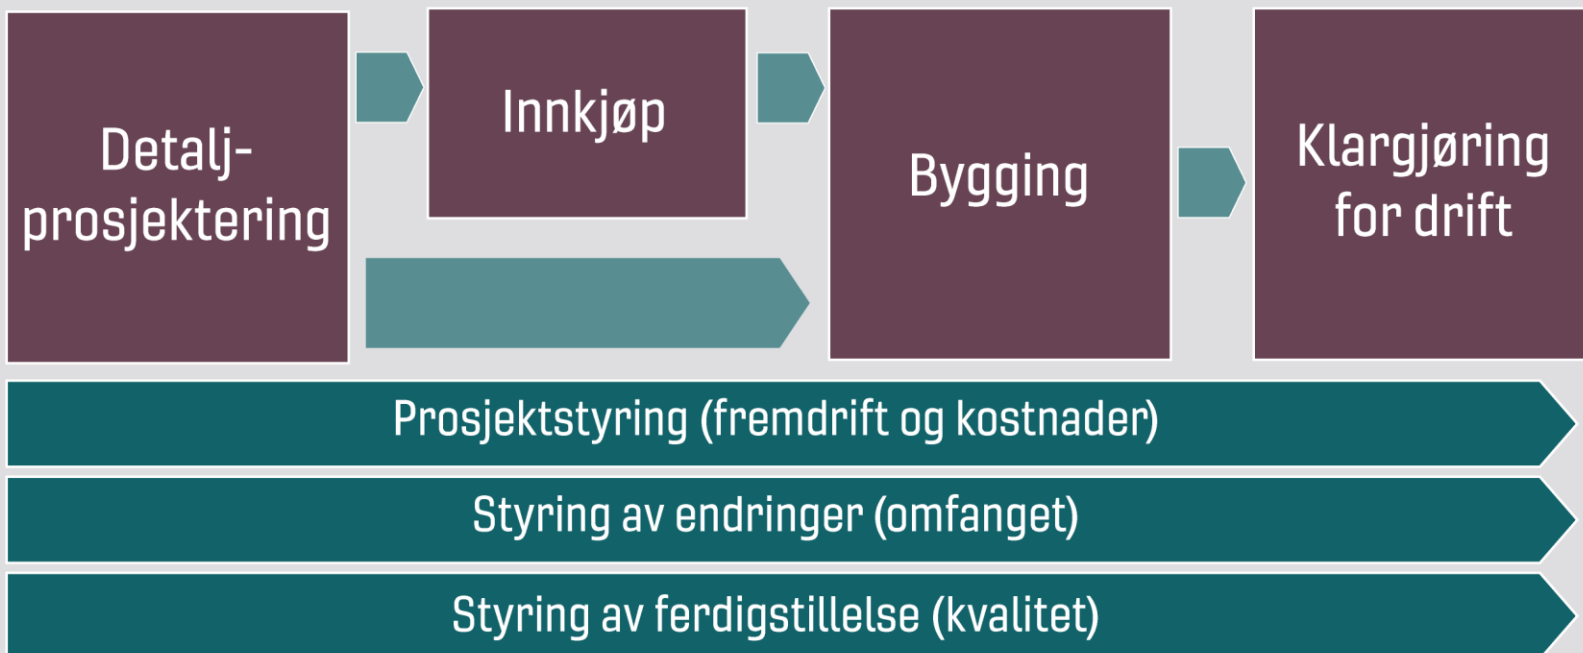 Detalj-
prosjektering
Innkjøp
Bygging
Klargjøring
for drift
Prosjektstyring (fremdrift og kostnader)
Styring av endringer (omfanget)
Styring av ferdigstillelse (kvalitet)